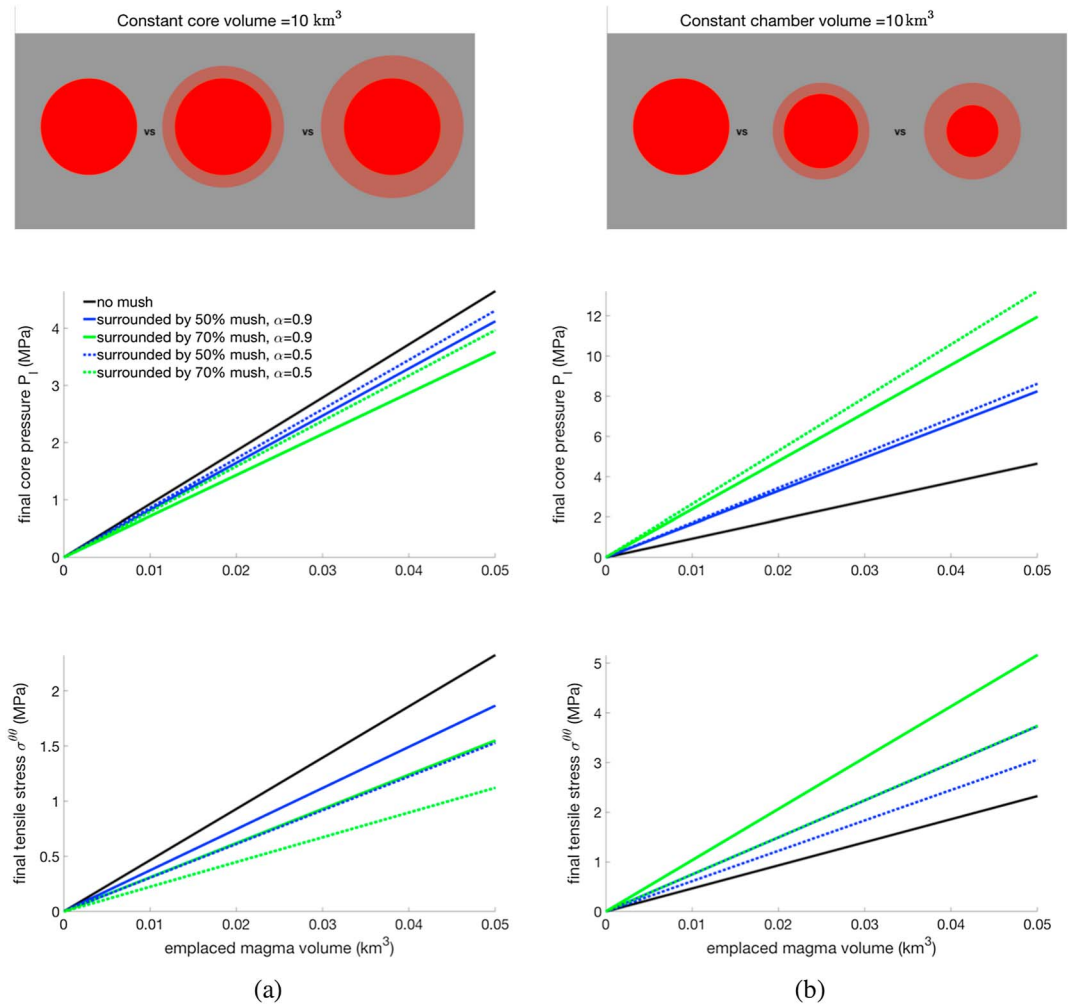 Constant core volume =10 km³
Constant chamber volume =10 km³
vs
vs
vs
vs
4
3
2
1
0
final core pressure P_l (MPa)
no mush
surrounded by 50% mush, α=0.9
surrounded by 70% mush, α=0.9
surrounded by 50% mush, α=0.5
surrounded by 70% mush, α=0.5
0 0.01 0.02 0.03 0.04 0.05
12
10
8
6
4
2
0
final core pressure P_l (MPa)
0 0.01 0.02 0.03 0.04 0.05
2
1.5
1
0.5
0
final tensile stress σ^θθ (MPa)
0 0.01 0.02 0.03 0.04 0.05
emplaced magma volume (km³)
5
4
3
2
1
0
final tensile stress σ^θθ (MPa)
0 0.01 0.02 0.03 0.04 0.05
emplaced magma volume (km³)
(a)
(b)